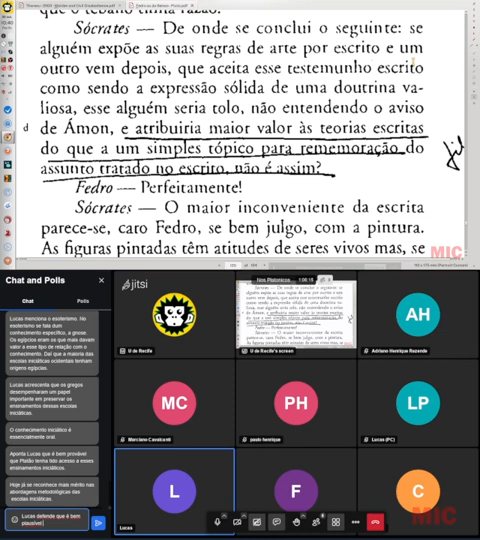 que o Ébano tinha razão.
Sócrates — De onde se conclui o seguinte: se
alguém expõe as suas regras de arte por escrito e um
outro vem depois, que aceita esse testemunho escrito
como sendo a expressão sólida de uma doutrina va-
liosa, esse alguém seria tolo, não entendendo o aviso
d de Ámon, e atribuiria maior valor às teorias escritas
do que a um simples tópico para rememoração do
assunto tratado no escrito, não é assim?
Fedro — Perfeitamente!
Sócrates — O maior inconveniente da escrita
parece-se, caro Fedro, se bem julgo, com a pintura.
As figuras pintadas têm atitudes de seres vivos mas, se
MIC
Chat and Polls
Chat
Polls
Lucas menciona o esoterismo. No
esoterismo se fala dum
conhecimento específico, a gnose.
Os egípcios eram os que mais davam
valor a esse tipo de relação com o
conhecimento. Daí que a maioria das
escolas iniciáticas ocidentais tenham
origens egípcias.
Lucas acrescenta que os gregos
desempenharam um papel
importante em preservar os
ensinamentos dessas escolas
iniciáticas.
O conhecimento iniciático é
essencialmente oral.
Aponta Lucas que é bem provável
que Platão tenha tido acesso a esses
ensinamentos iniciáticos.
Hoje já se reconhece mais mérito nas
abordagens metodológicas das
escolas iniciáticas.
Lucas defende que é bem
plausível
jitsi
Nos Platonicos
U de Recife
U de Recife's screen
AH
Adriano Henrique Rezende
MC
Marciano Cavalcanti
PH
paulo henrique
LP
Lucas (PC)
L
Lucas
F
C
MIC